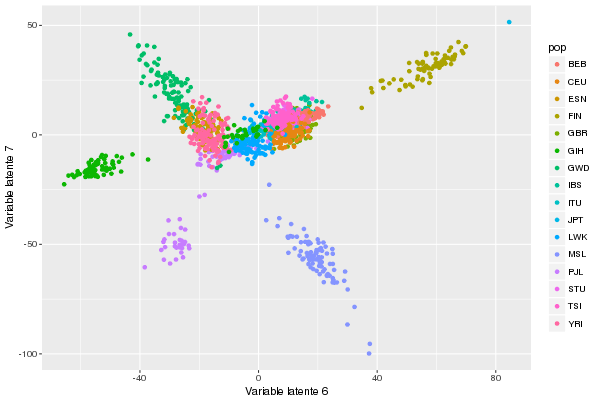 50
0
-50
-100
Variable latente 7
-40
0
40
80
Variable latente 6
pop
BEB
CEU
ESN
FIN
GBR
GIH
GWD
IBS
ITU
JPT
LWK
MSL
PJL
STU
TSI
YRI